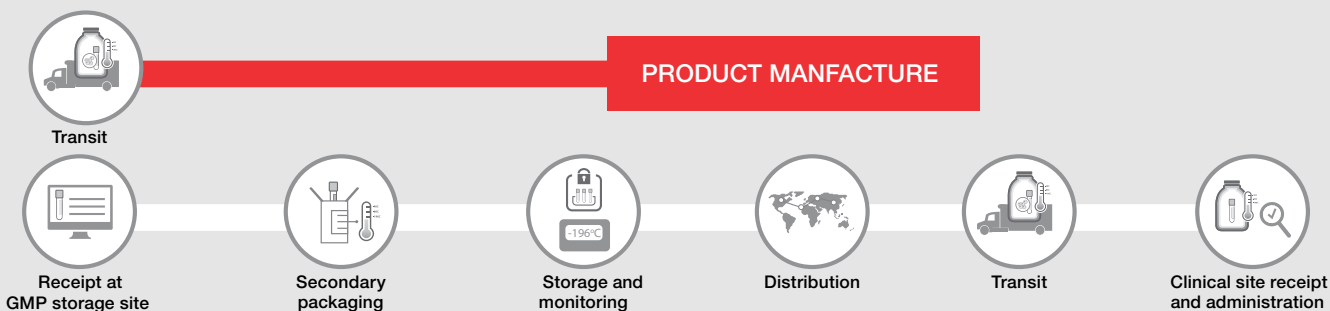 PRODUCT MANFACTURE
Transit
-196ºC
Receipt at
GMP storage site
Secondary
packaging
Storage and
monitoring
Distribution
Transit
Clinical site receipt
and administration